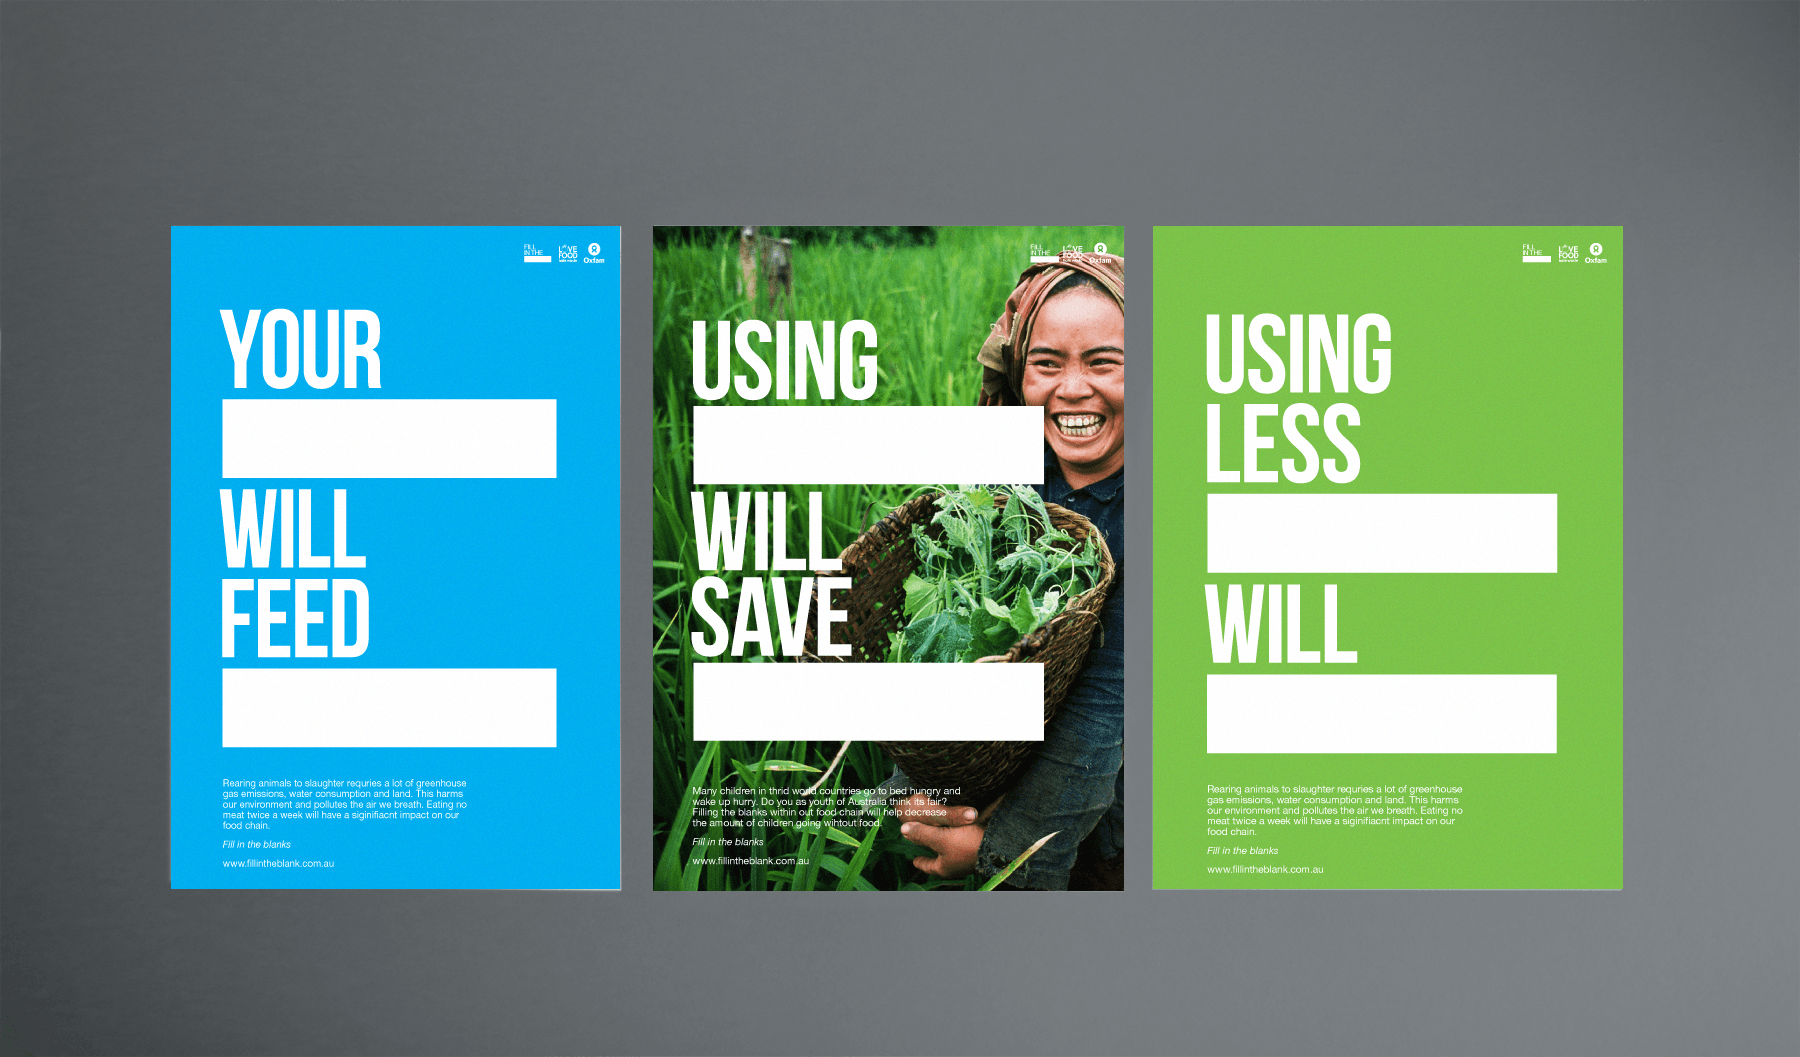 FILL
IN THE
LOVE
FOOD
hate waste
Oxfam
YOUR
WILL
FEED
Rearing animals to slaughter requries a lot of greenhouse
gas emissions, water consumption and land. This harms
our environment and pollutes the air we breath. Eating no
meat twice a week will have a siginifiacnt impact on our
food chain.
Fill in the blanks
www.fillintheblank.com.au
FILL
IN THE
LOVE
FOOD
hate waste
Oxfam
USING
WILL
SAVE
Many children in thrid world countries go to bed hungry and
wake up hurry. Do you as youth of Australia think its fair?
Filling the blanks within out food chain will help decrease
the amount of children going wihtout food.
Fill in the blanks
www.fillintheblank.com.au
FILL
IN THE
LOVE
FOOD
hate waste
Oxfam
USING
LESS
WILL
Rearing animals to slaughter requries a lot of greenhouse
gas emissions, water consumption and land. This harms
our environment and pollutes the air we breath. Eating no
meat twice a week will have a siginifiacnt impact on our
food chain.
Fill in the blanks
www.fillintheblank.com.au